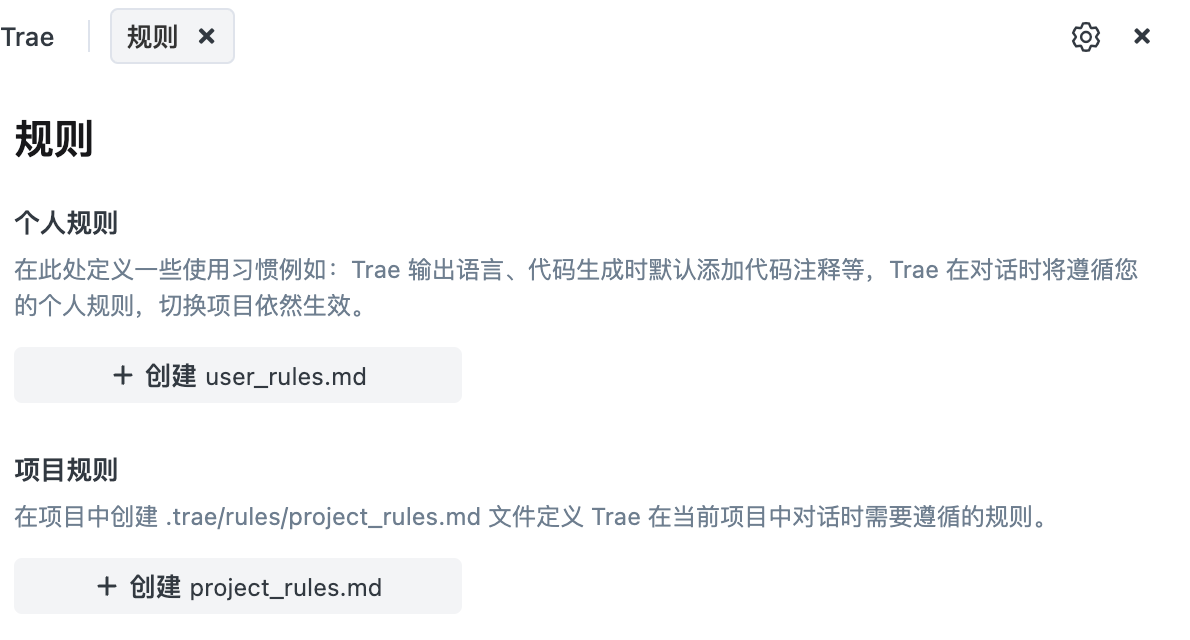 Trae
规则 ×
规则
个人规则
在此处定义一些使用习惯例如：Trae 输出语言、代码生成时默认添加代码注释等，Trae 在对话时将遵循您
的个人规则，切换项目依然生效。
+ 创建 user_rules.md
项目规则
在项目中创建 .trae/rules/project_rules.md 文件定义 Trae 在当前项目中对话时需要遵循的规则。
+ 创建 project_rules.md